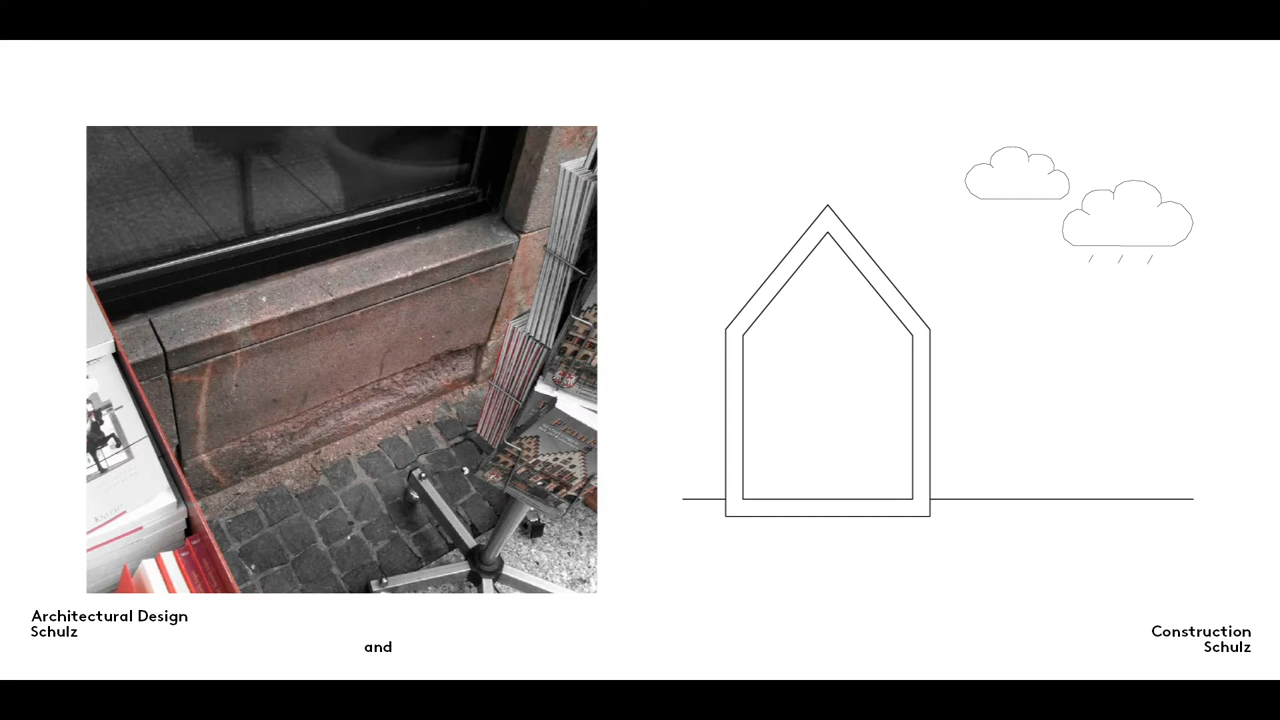 Architectural Design
Schulz
and
Construction
Schulz